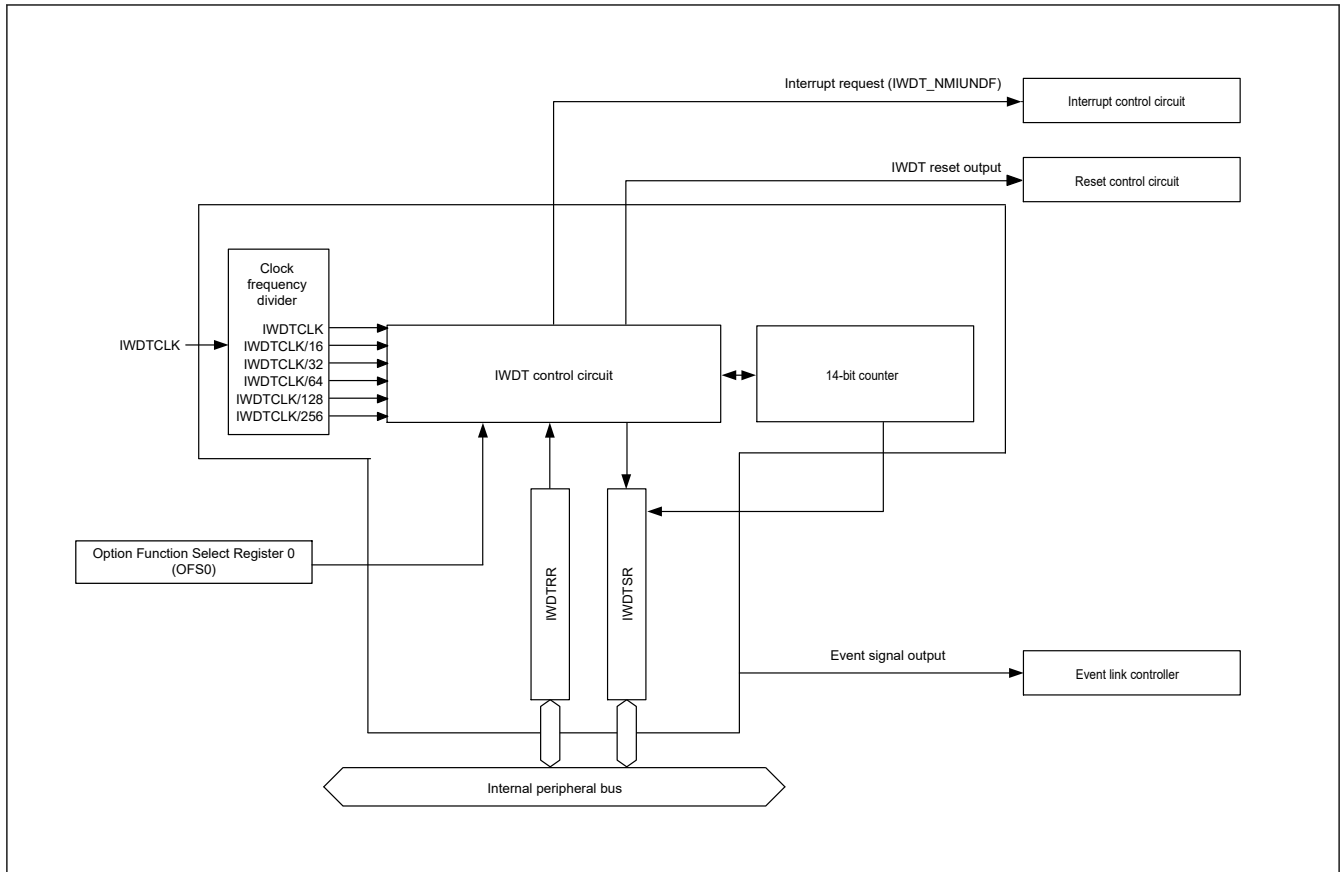 Interrupt request (IWDT_NMIUNDF)
Interrupt control circuit
IWDT reset output
Reset control circuit
Clock
frequency
divider
IWDTCLK
IWDTCLK
IWDTCLK/16
IWDTCLK/32
IWDTCLK/64
IWDTCLK/128
IWDTCLK/256
IWDT control circuit
14-bit counter
Option Function Select Register 0
(OFS0)
IWDTRR
IWDTSR
Event signal output
Event link controller
Internal peripheral bus